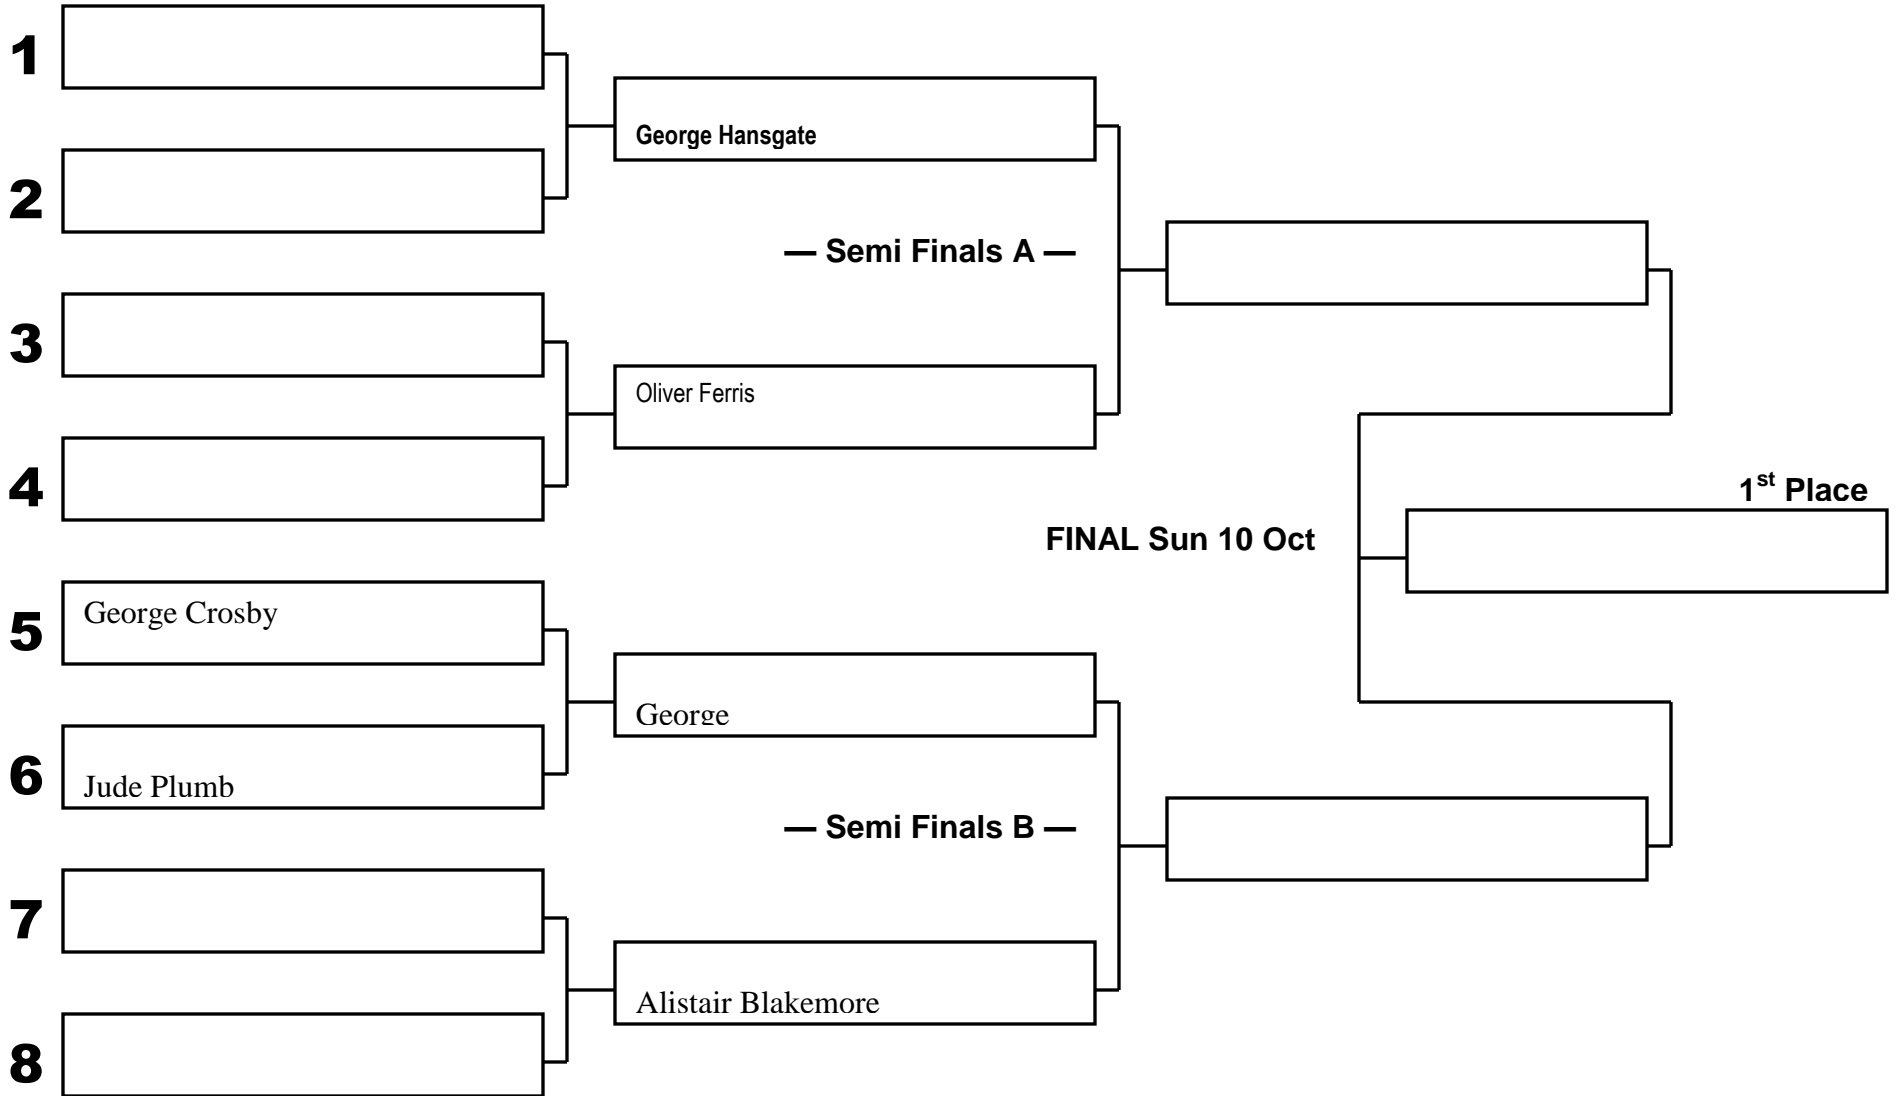 1
George Hansgate
2
— Semi Finals A —
3
Oliver Ferris
4
1st Place
FINAL Sun 10 Oct
5
George Crosby
George
6
Jude Plumb
— Semi Finals B —
7
Alistair Blakemore
8